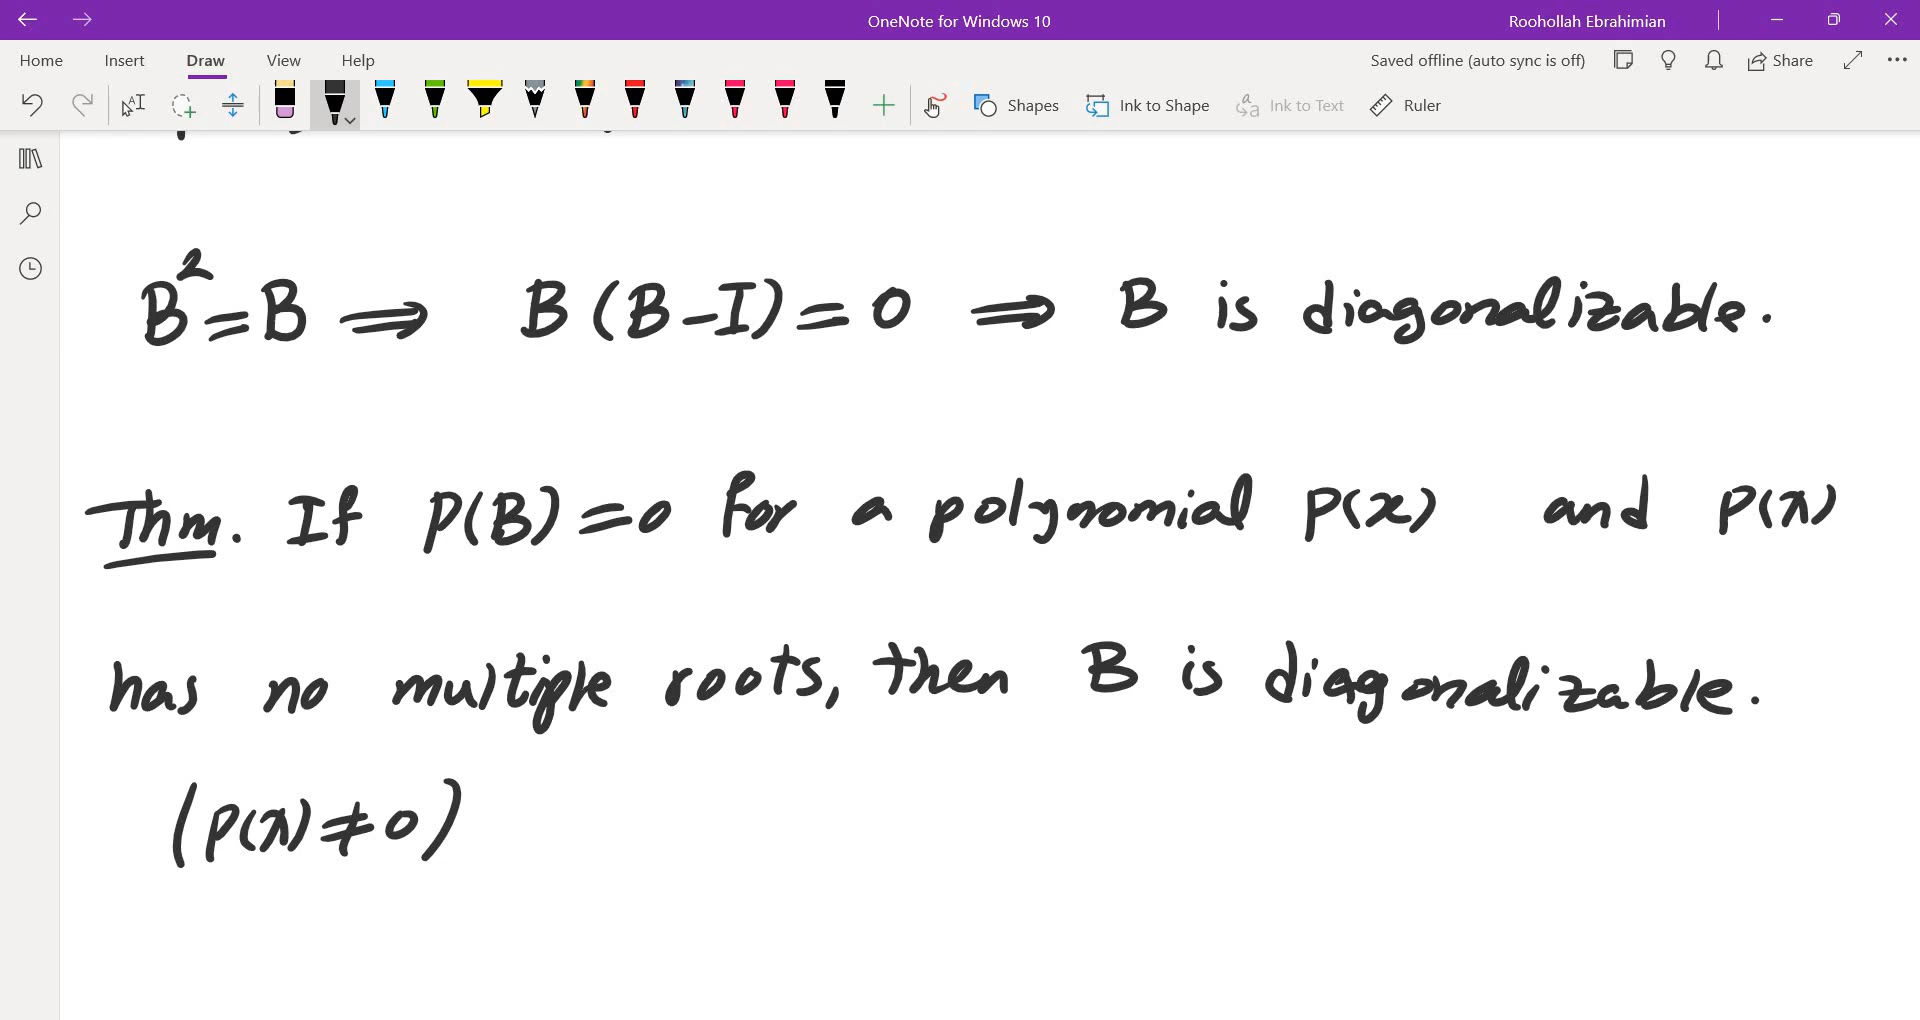 OneNote for Windows 10
Roohollah Ebrahimian
Home Insert Draw View Help
Saved offline (auto sync is off) Share
Shapes Ink to Shape Ink to Text Ruler
B²=B ⟹ B(B-I)=0 ⟹ B is diagonalizable.
Thm. If P(B)=0 for a polynomial P(x) and P(x)
has no multiple roots, then B is diagonalizable.
(P(x)≠0)